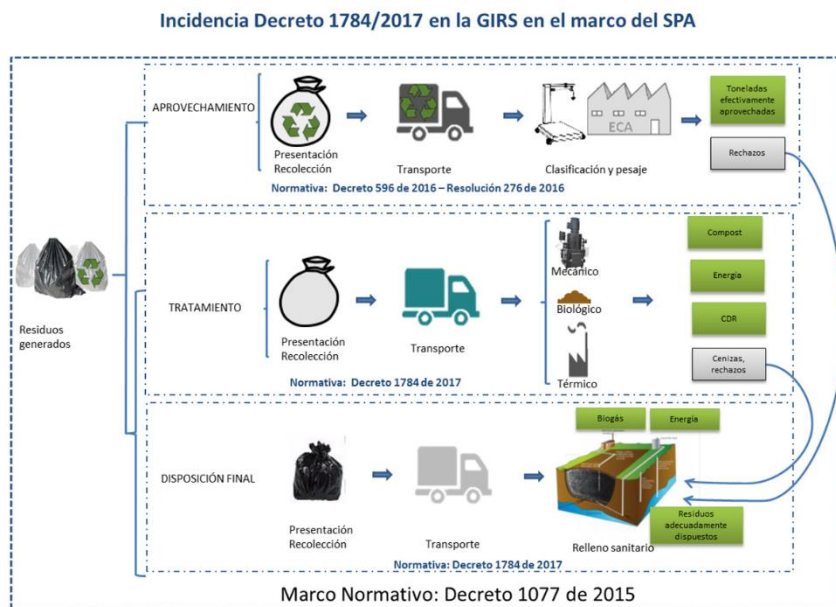 Incidencia Decreto 1784/2017 en la GIRS en el marco del SPA
APROVECHAMIENTO
Presentación
Recolección
Transporte
ECA
Clasificación y pesaje
Toneladas
efectivamente
aprovechadas
Rechazos
Normativa: Decreto 596 de 2016 – Resolución 276 de 2016
Residuos
generados
TRATAMIENTO
Presentación
Recolección
Transporte
Mecánico
Biológico
Térmico
Compost
Energía
CDR
Cenizas,
rechazos
Normativa: Decreto 1784 de 2017
DISPOSICIÓN FINAL
Presentación
Recolección
Transporte
Biogás
Energía
Relleno sanitario
Residuos
adecuadamente
dispuestos
Normativa: Decreto 1784 de 2017
Marco Normativo: Decreto 1077 de 2015